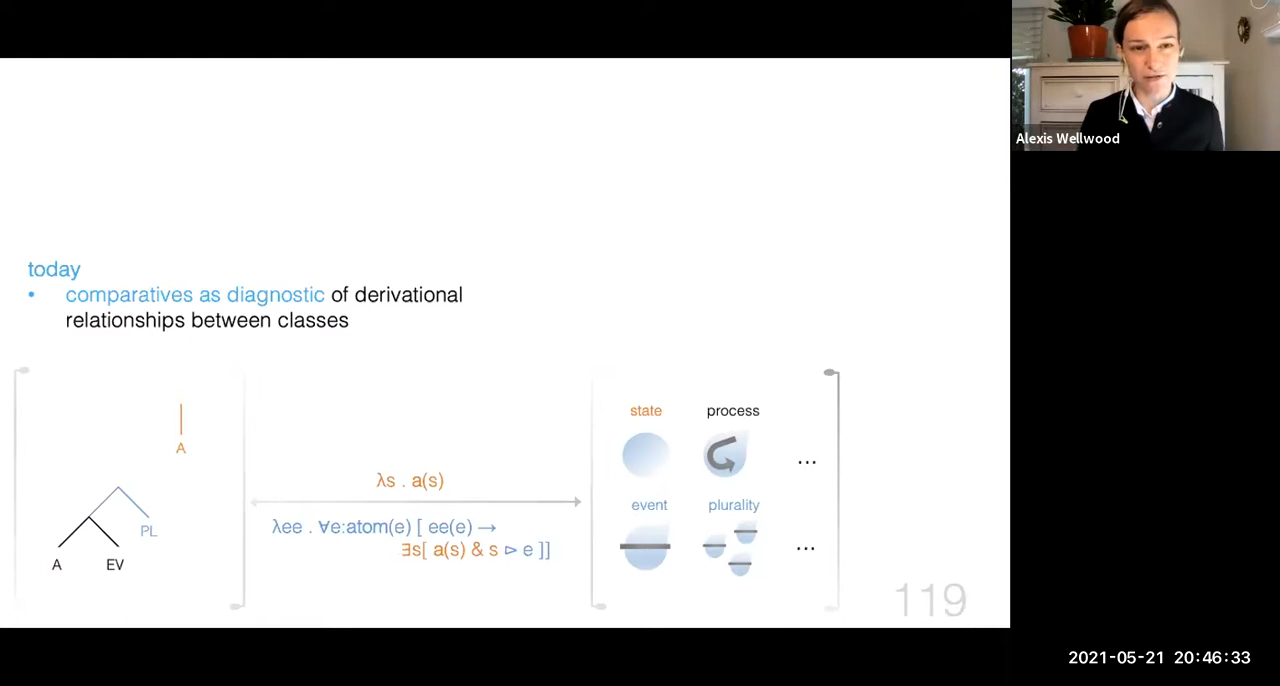 Alexis Wellwood
today
• comparatives as diagnostic of derivational
relationships between classes
A
PL
A EV
λs . a(s)
λee . ∀e:atom(e) [ ee(e) →
∃s[ a(s) & s ⊳ e ]]
state process
...
event plurality
...
119
2021-05-21 20:46:33